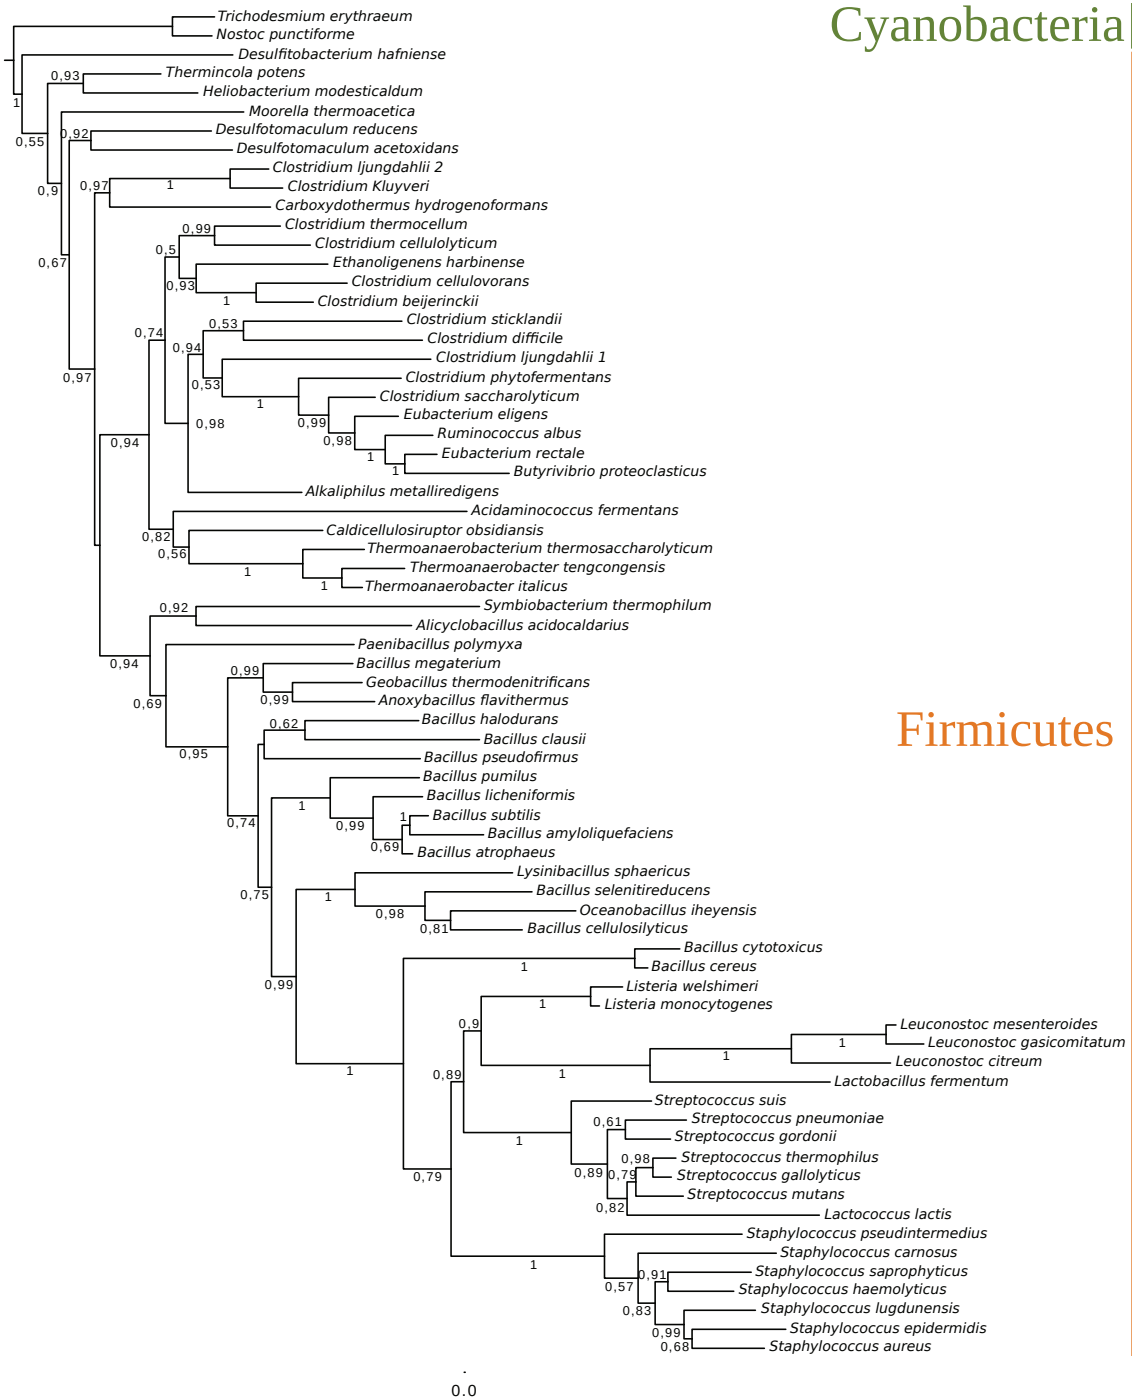 Trichodesmium erythraeum
Cyanobacteria
Nostoc punctiforme
Desulfitobacterium hafniense
Thermincola potens
0,93
Heliobacterium modesticaldum
1
Moorella thermoacetica
Desulfotomaculum reducens
0,92
0,55
Desulfotomaculum acetoxidans
Clostridium ljungdahlii 2
0,97
1
Clostridium Kluyveri
0,9
Carboxydothermus hydrogenoformans
Clostridium thermocellum
0,99
Clostridium cellulolyticum
0,5
0,67
Ethanoligenens harbinense
Clostridium cellulovorans
0,93
1
Clostridium beijerinckii
Clostridium sticklandii
0,53
0,74
Clostridium difficile
0,94
Clostridium ljungdahlii 1
0,97
Clostridium phytofermentans
0,53
Clostridium saccharolyticum
1
Eubacterium eligens
0,99
0,98
Ruminococcus albus
0,94
0,98
Eubacterium rectale
1
Butyrivibrio proteoclasticus
1
Alkaliphilus metalliredigens
Acidaminococcus fermentans
Caldicellulosiruptor obsidiansis
0,82
Thermoanaerobacterium thermosaccharolyticum
0,56
Thermoanaerobacter tengcongensis
1
Thermoanaerobacter italicus
1
Symbiobacterium thermophilum
0,92
Alicyclobacillus acidocaldarius
Paenibacillus polymyxa
0,94
Bacillus megaterium
0,99
Geobacillus thermodenitrificans
0,69
0,99
Anoxybacillus flavithermus
Bacillus halodurans
0,62
Firmicutes
Bacillus clausii
0,95
Bacillus pseudofirmus
Bacillus pumilus
Bacillus licheniformis
1
Bacillus subtilis
1
0,74
0,99
Bacillus amyloliquefaciens
0,69
Bacillus atrophaeus
Lysinibacillus sphaericus
Bacillus selenitireducens
0,75
1
Oceanobacillus iheyensis
0,98
Bacillus cellulosilyticus
0,81
Bacillus cytotoxicus
Bacillus cereus
1
0,99
Listeria welshimeri
Listeria monocytogenes
1
0,9
Leuconostoc mesenteroides
Leuconostoc gasicomitatum
1
1
Leuconostoc citreum
1
0,89
1
Lactobacillus fermentum
Streptococcus suis
Streptococcus pneumoniae
0,61
Streptococcus gordonii
1
Streptococcus thermophilus
0,98
0,79
0,89
0,79
Streptococcus gallolyticus
Streptococcus mutans
0,82
Lactococcus lactis
Staphylococcus pseudintermedius
Staphylococcus carnosus
1
Staphylococcus saprophyticus
0,91
0,57
Staphylococcus haemolyticus
0,83
Staphylococcus lugdunensis
Staphylococcus epidermidis
0,99
Staphylococcus aureus
0,68
0.0